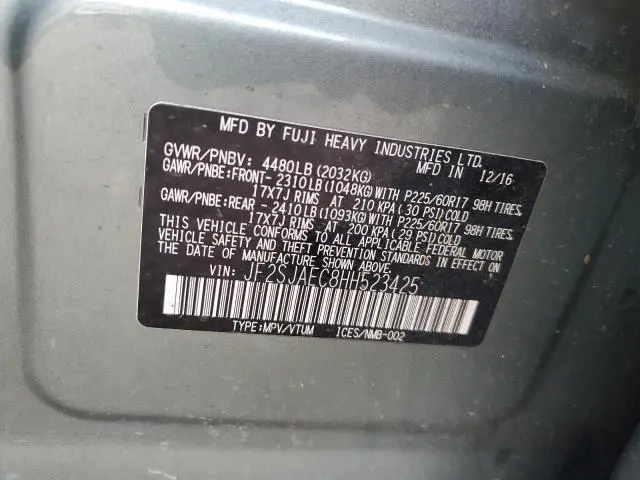 MFD BY FUJI HEAVY INDUSTRIES LTD.
MFD IN 12/16
GVWR/PNBV: 4480LB (2032KG)
GAWR/PNBE:FRONT- 2310LB (1048KG) WITH P225/60R17 98H TIRES,
17X7J RIMS AT 210 KPA (30 PSI) COLD
GAWR/PNBE:REAR - 2410LB (1093KG) WITH P225/60R17 98H TIRES,
17X7J RIMS AT 200 KPA (29 PSI) COLD
THIS VEHICLE CONFORMS TO ALL APPLICABLE FEDERAL MOTOR
VEHICLE SAFETY AND THEFT PREVENTION STANDARDS IN EFFECT ON
THE DATE OF MANUFACTURE SHOWN ABOVE.
VIN: JF2SJAEC8HH523425
TYPE:MPV/VTUM ICES/NMB-002